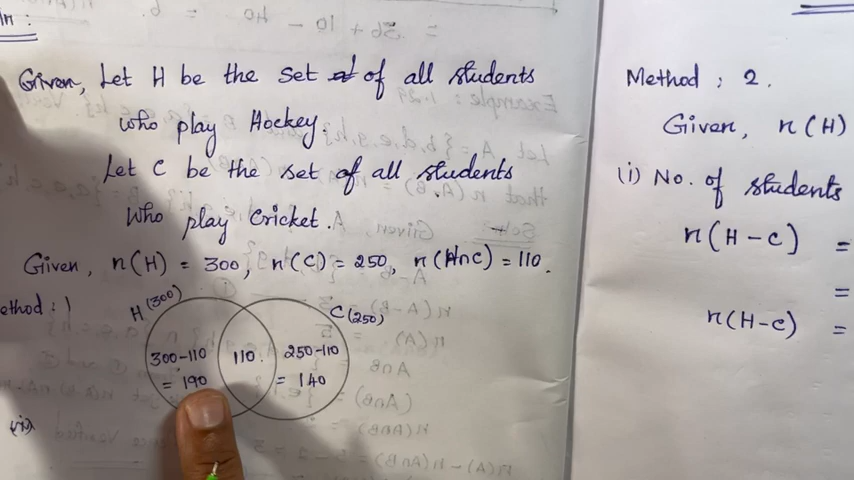 Given, Let H be the set of all students
who play Hockey.
Let C be the set of all students
who play Cricket.
Given, n(H) = 300, n(C) = 250, n(H∩C) = 110.
ethod : 1
H (300)
C (250)
300-110
= 190
110.
250-110
= 140
Method : 2.
Given, n(H)
(i) No. of students
n(H-C) =
=
n(H-C) =